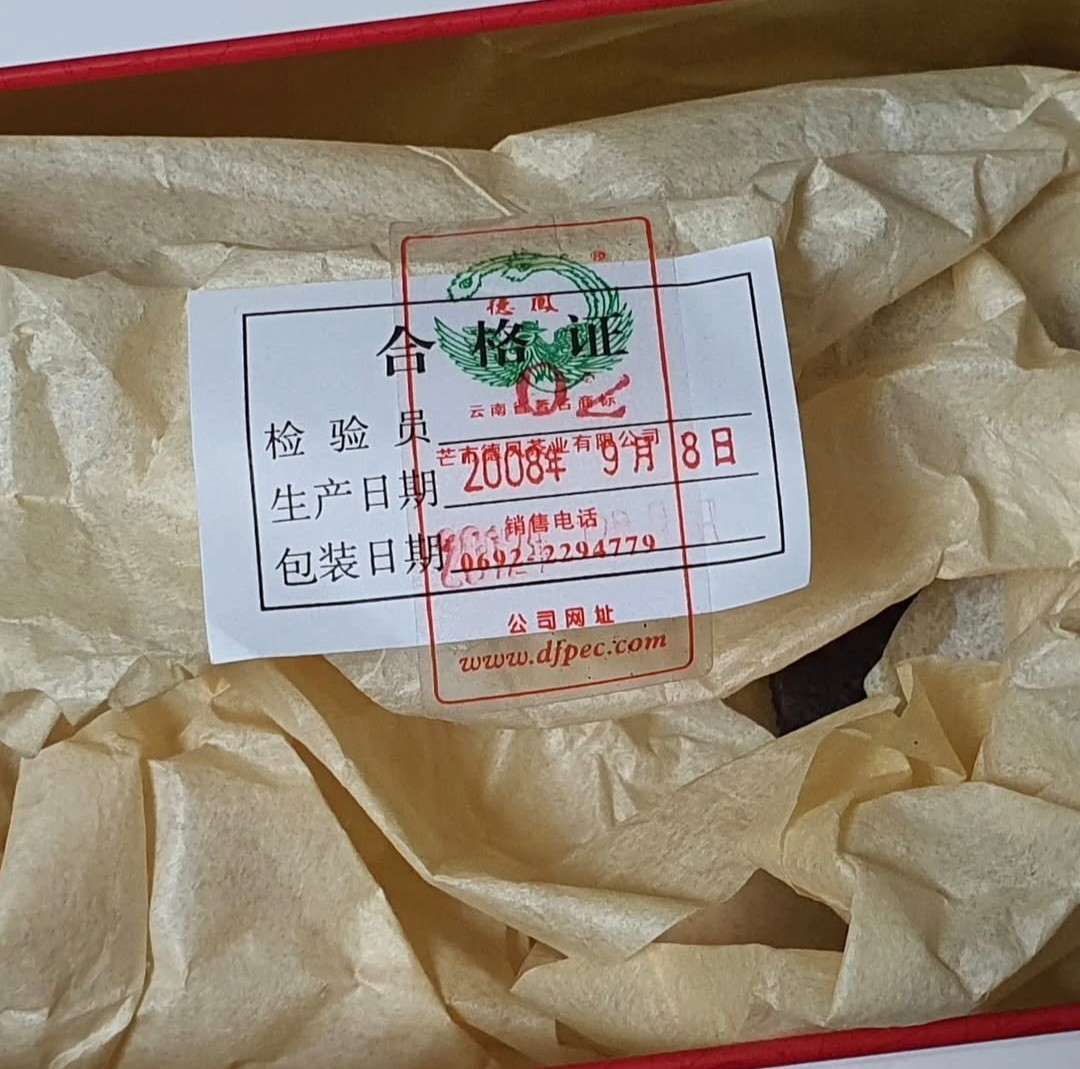 ®
德凤
合格证
02
云南省著名商标
检验员
芒市德凤茶业有限公司
生产日期 2008年 9月 8日
销售电话
包装日期
0692-2294779
公司网址
www.dfpec.com